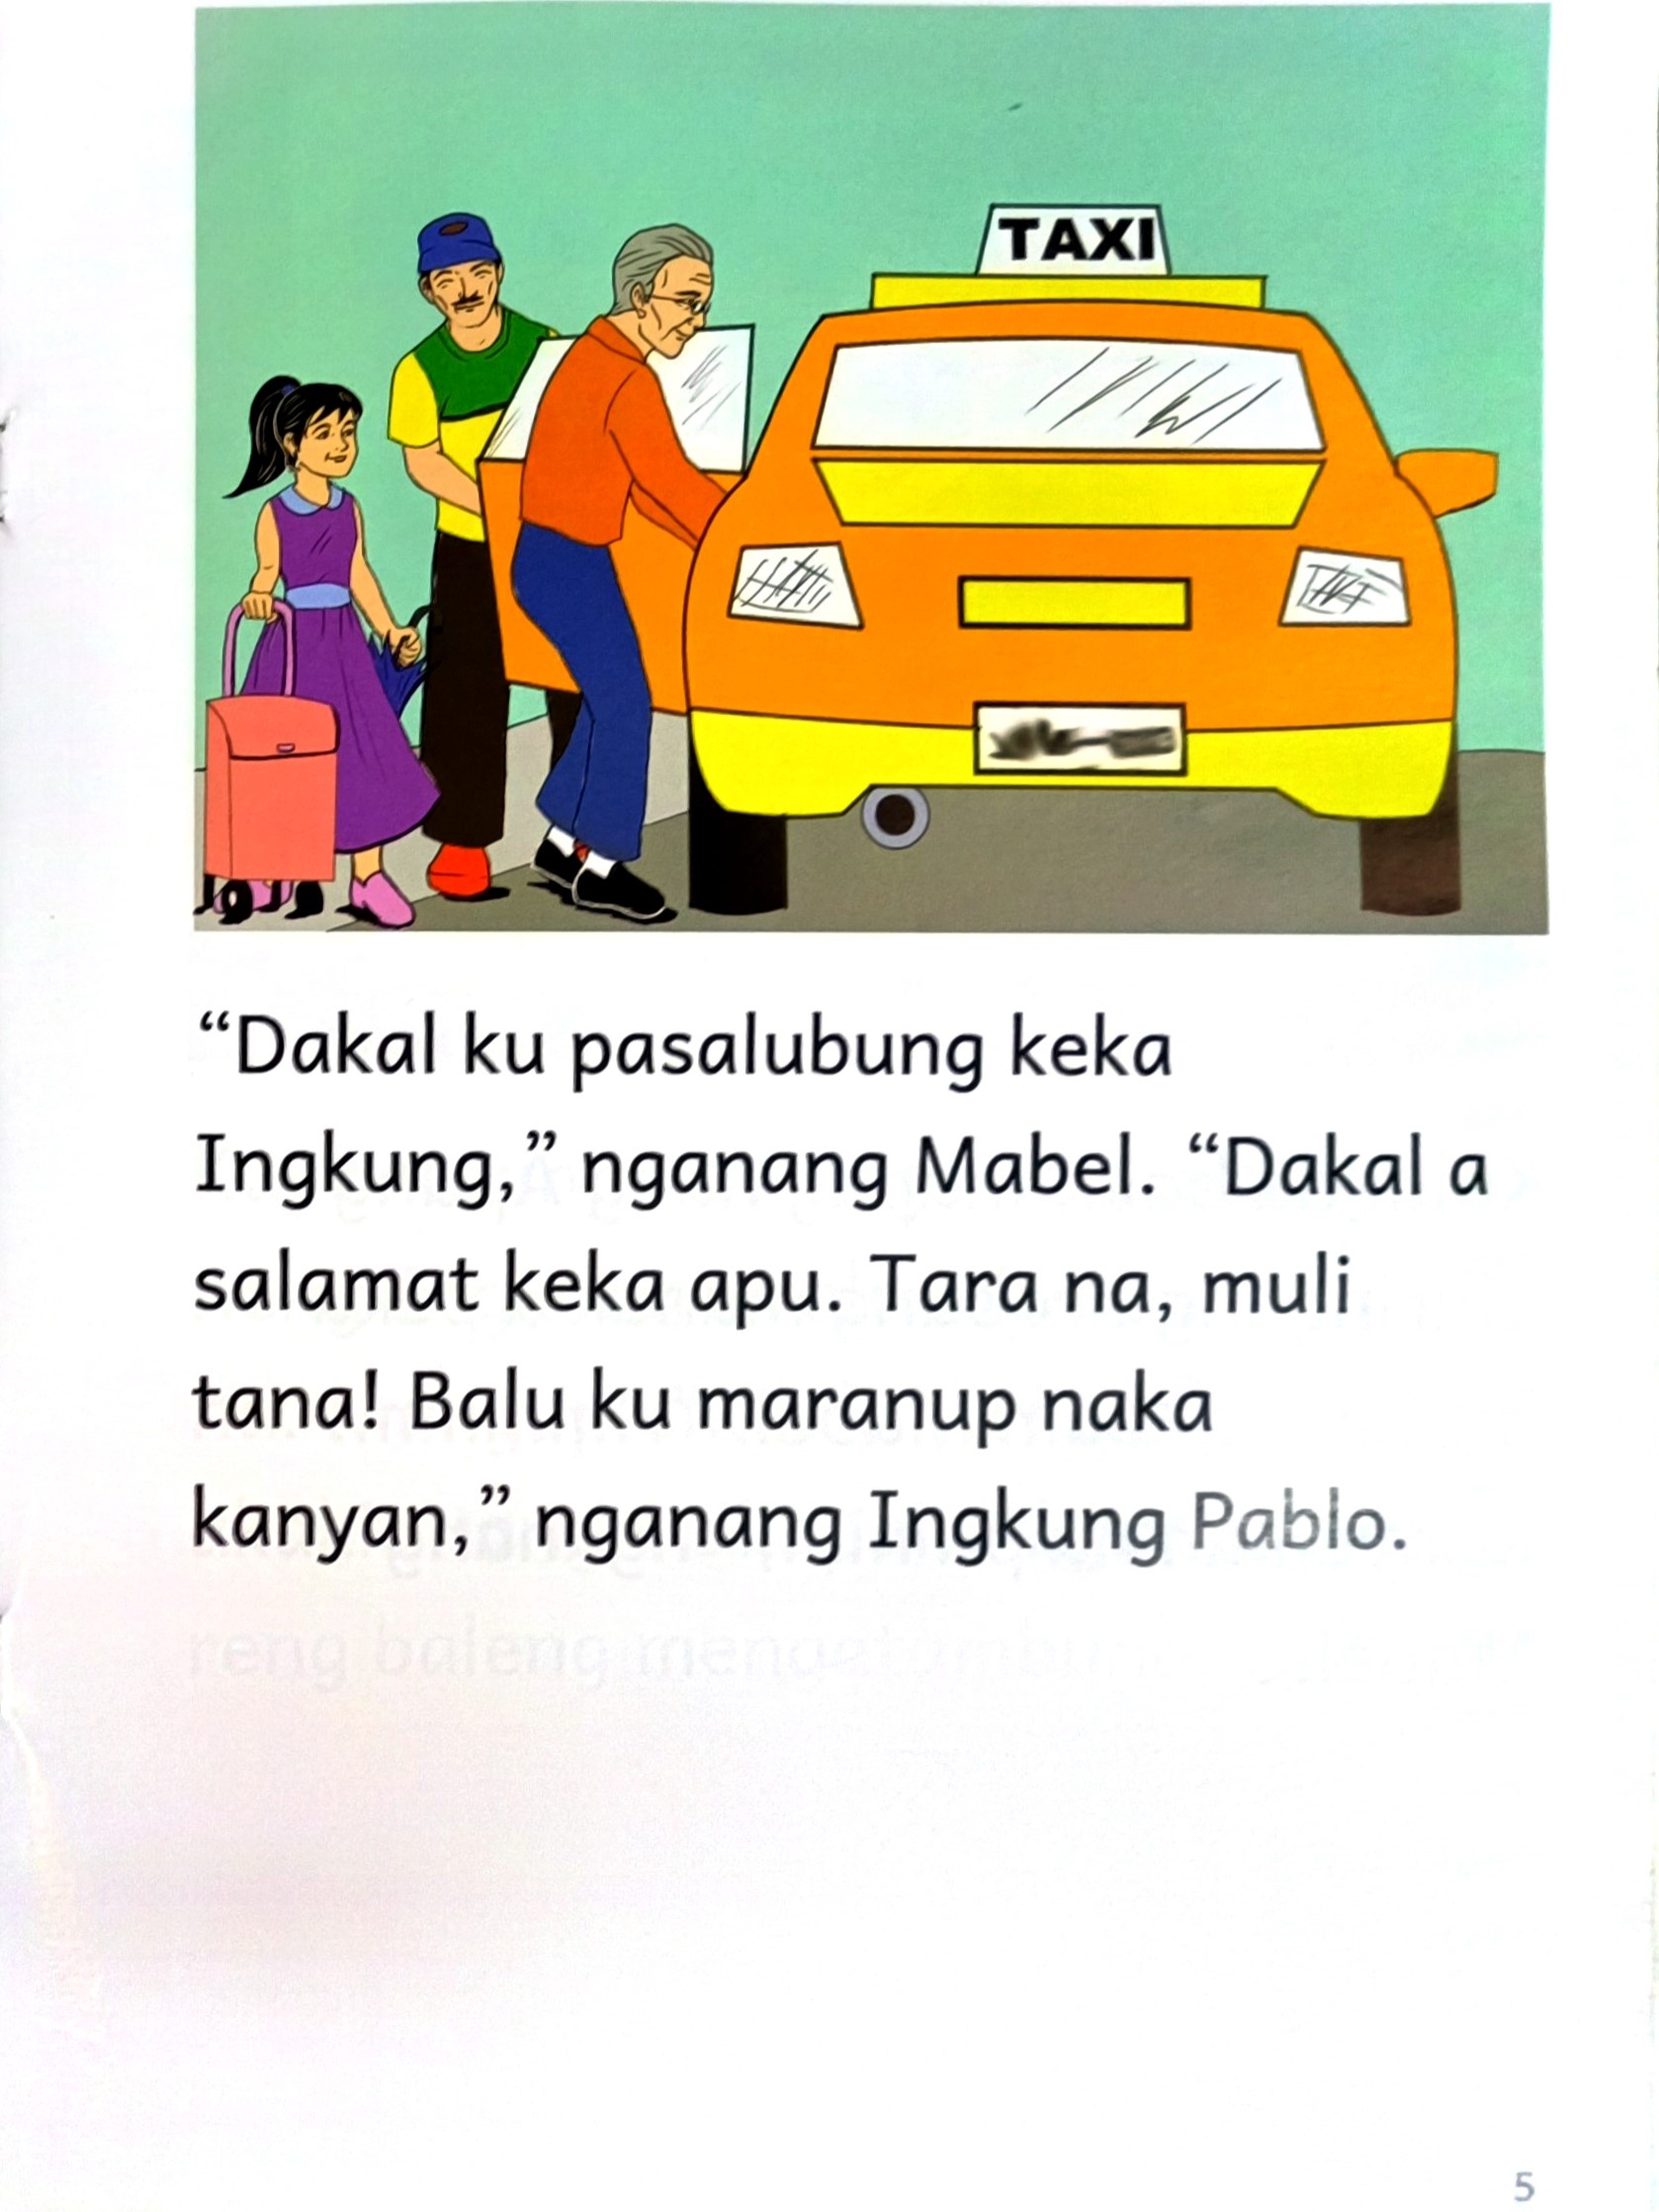 TAXI
“Dakal ku pasalubung keka
Ingkung,” nganang Mabel. “Dakal a
salamat keka apu. Tara na, muli
tana! Balu ku maranup naka
kanyan,” nganang Ingkung Pablo.
5